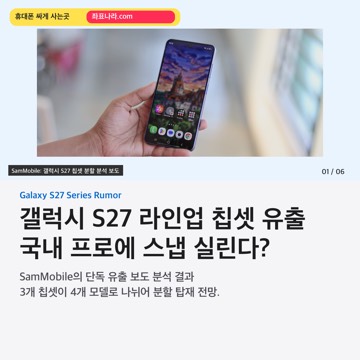 휴대폰 싸게 사는곳
최표나라.com
SamMobile: 갤럭시 S27 칩셋 분할 분석 보도
01 / 06
Galaxy S27 Series Rumor
갤럭시 S27 라인업 칩셋 유출
국내 프로에 스냅 실린다?
SamMobile의 단독 유출 보도 분석 결과
3개 칩셋이 4개 모델로 나뉘어 분할 탑재 전망.